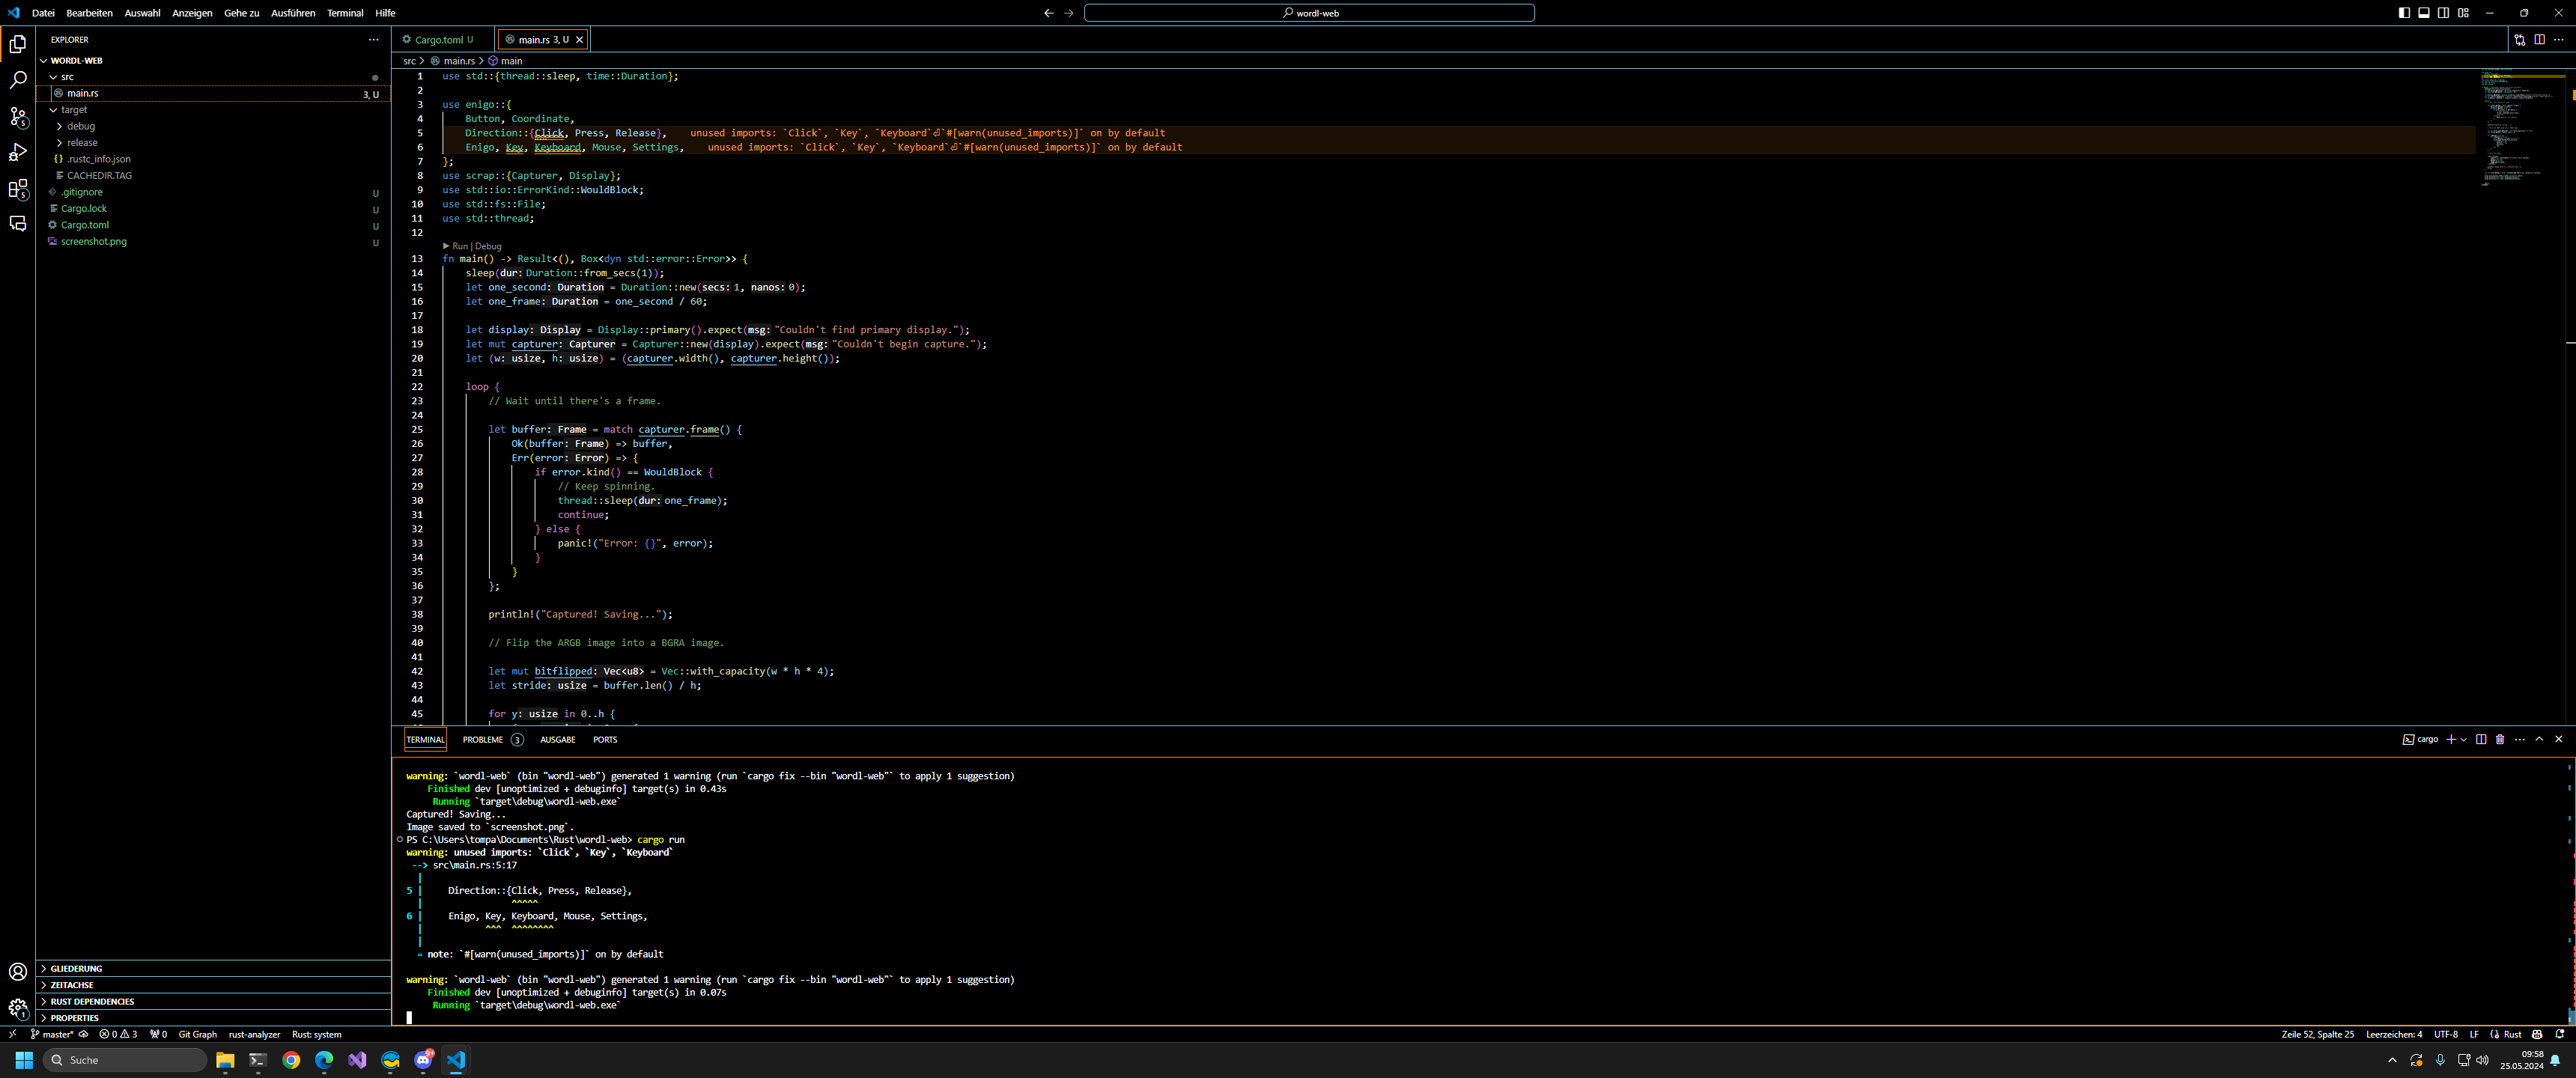 Datei Bearbeiten Auswahl Anzeigen Gehe zu Ausführen Terminal Hilfe
wordl-web
EXPLORER
WORDL-WEB
src
main.rs 3, U
target
debug
release
.rustc_info.json
CACHEDIR.TAG
.gitignore U
Cargo.lock U
Cargo.toml U
screenshot.png U
GLIEDERUNG
ZEITACHSE
RUST DEPENDENCIES
PROPERTIES
5
5
1
Cargo.toml U
main.rs 3, U
src > main.rs > main
1 use std::{thread::sleep, time::Duration};
2
3 use enigo::{
4 Button, Coordinate,
5 Direction::{Click, Press, Release}, unused imports: `Click`, `Key`, `Keyboard`⏎`#[warn(unused_imports)]` on by default
6 Enigo, Key, Keyboard, Mouse, Settings, unused imports: `Click`, `Key`, `Keyboard`⏎`#[warn(unused_imports)]` on by default
7 };
8 use scrap::{Capturer, Display};
9 use std::io::ErrorKind::WouldBlock;
10 use std::fs::File;
11 use std::thread;
12
Run | Debug
13 fn main() -> Result<(), Box<dyn std::error::Error>> {
14 sleep(dur: Duration::from_secs(1));
15 let one_second: Duration = Duration::new(secs: 1, nanos: 0);
16 let one_frame: Duration = one_second / 60;
17
18 let display: Display = Display::primary().expect(msg: "Couldn't find primary display.");
19 let mut capturer: Capturer = Capturer::new(display).expect(msg: "Couldn't begin capture.");
20 let (w: usize, h: usize) = (capturer.width(), capturer.height());
21
22 loop {
23 // Wait until there's a frame.
24
25 let buffer: Frame = match capturer.frame() {
26 Ok(buffer: Frame) => buffer,
27 Err(error: Error) => {
28 if error.kind() == WouldBlock {
29 // Keep spinning.
30 thread::sleep(dur: one_frame);
31 continue;
32 } else {
33 panic!("Error: {}", error);
34 }
35 }
36 };
37
38 println!("Captured! Saving...");
39
40 // Flip the ARGB image into a BGRA image.
41
42 let mut bitflipped: Vec<u8> = Vec::with_capacity(w * h * 4);
43 let stride: usize = buffer.len() / h;
44
45 for y: usize in 0..h {
TERMINAL PROBLEME 3 AUSGABE PORTS
cargo
warning: `wordl-web` (bin "wordl-web") generated 1 warning (run `cargo fix --bin "wordl-web"` to apply 1 suggestion)
Finished dev [unoptimized + debuginfo] target(s) in 0.43s
Running `target\debug\wordl-web.exe`
Captured! Saving...
Image saved to `screenshot.png`.
PS C:\Users\tompa\Documents\Rust\wordl-web> cargo run
warning: unused imports: `Click`, `Key`, `Keyboard`
--> src\main.rs:5:17
|
5 | Direction::{Click, Press, Release},
| ^^^^^
6 | Enigo, Key, Keyboard, Mouse, Settings,
| ^^^ ^^^^^^^^
|
= note: `#[warn(unused_imports)]` on by default
warning: `wordl-web` (bin "wordl-web") generated 1 warning (run `cargo fix --bin "wordl-web"` to apply 1 suggestion)
Finished dev [unoptimized + debuginfo] target(s) in 0.07s
Running `target\debug\wordl-web.exe`
master* 0 3 0 Git Graph rust-analyzer Rust: system
Zeile 52, Spalte 25 Leerzeichen: 4 UTF-8 LF Rust
Suche
9+
09:58
25.05.2024